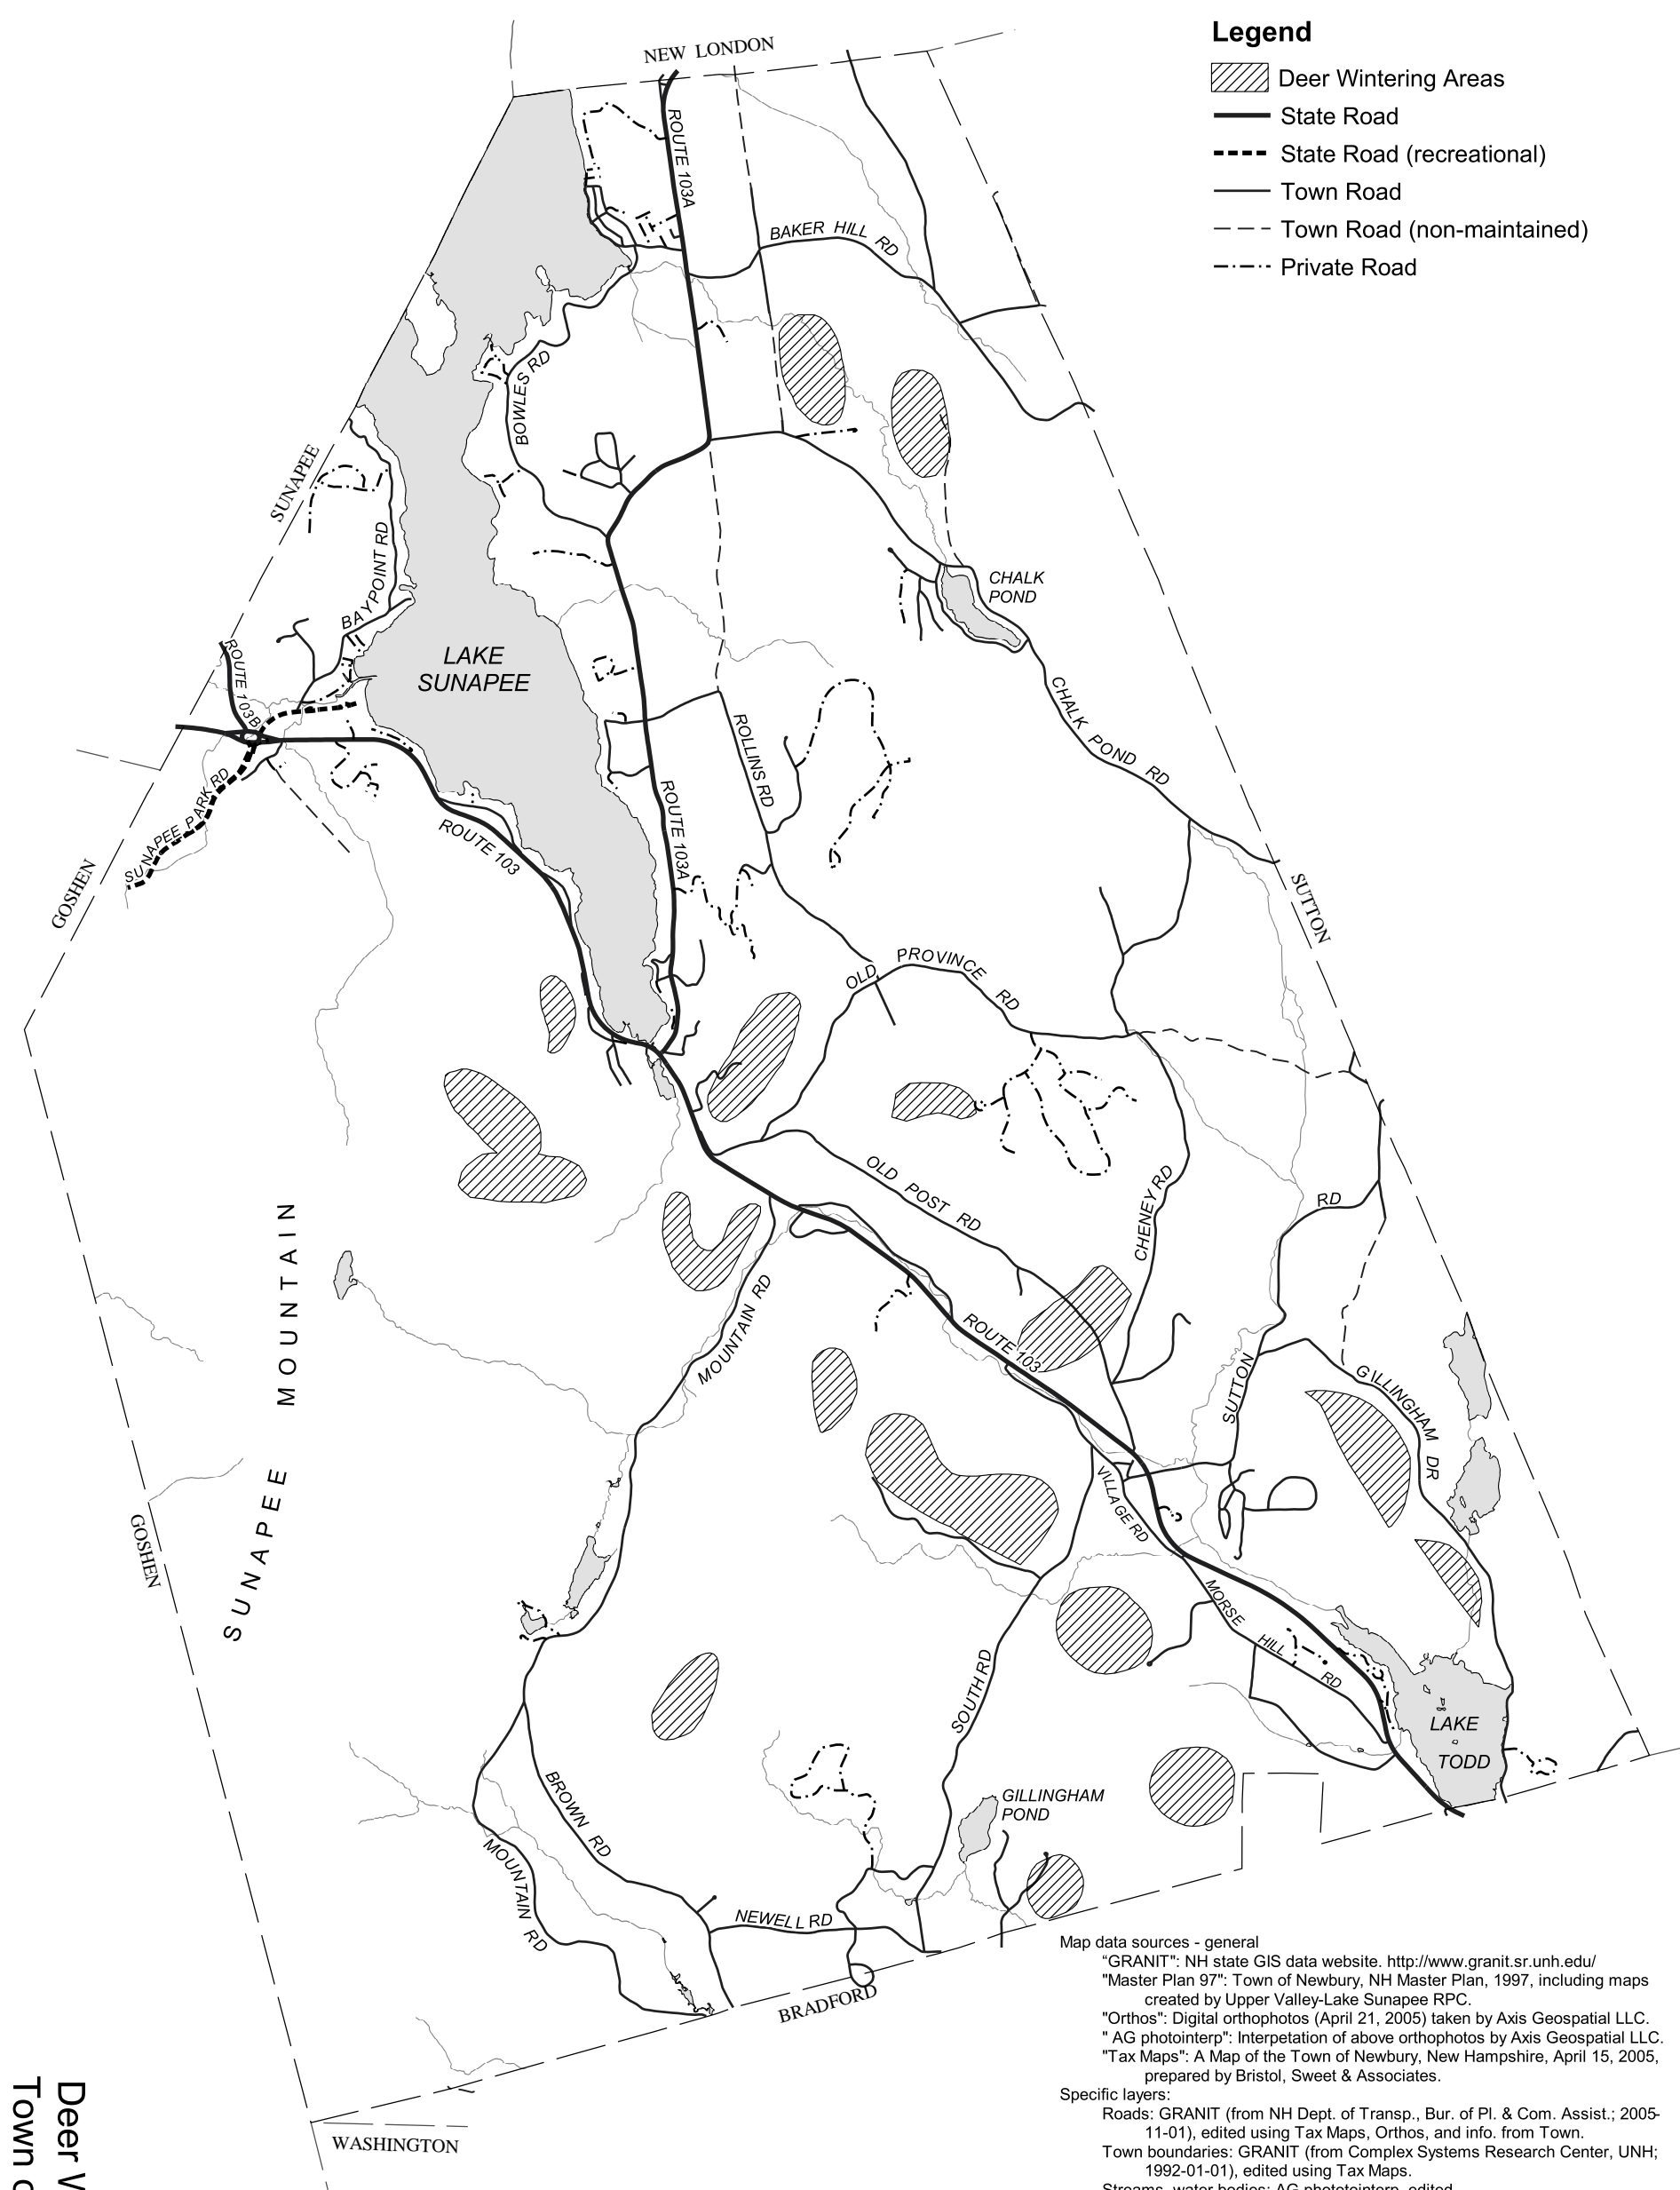 Legend
Deer Wintering Areas
State Road
State Road (recreational)
Town Road
Town Road (non-maintained)
Private Road
NEW LONDON
ROUTE 103A
BAKER HILL RD
BOWLES RD
SUNAPEE
BAYPOINT RD
CHALK
POND
LAKE
SUNAPEE
ROUTE 103B
CHALK POND RD
ROLLINS RD
SUNAPEE PARK RD
ROUTE 103
ROUTE 103A
GOSHEN
SUTTON
OLD PROVINCE RD
OLD POST RD
CHENEY RD
SUTTON RD
SUNAPEE MOUNTAIN
MOUNTAIN RD
ROUTE 103
GILLINGHAM DR
VILLAGE RD
GOSHEN
MORSE HILL RD
SOUTH RD
LAKE
TODD
BROWN RD
GILLINGHAM
POND
MOUNTAIN RD
NEWELL RD
BRADFORD
WASHINGTON
Map data sources - general
"GRANIT": NH state GIS data website. http://www.granit.sr.unh.edu/
"Master Plan 97": Town of Newbury, NH Master Plan, 1997, including maps
created by Upper Valley-Lake Sunapee RPC.
"Orthos": Digital orthophotos (April 21, 2005) taken by Axis Geospatial LLC.
" AG photointerp": Interpetation of above orthophotos by Axis Geospatial LLC.
"Tax Maps": A Map of the Town of Newbury, New Hampshire, April 15, 2005,
prepared by Bristol, Sweet & Associates.
Specific layers:
Roads: GRANIT (from NH Dept. of Transp., Bur. of Pl. & Com. Assist.; 2005-
11-01), edited using Tax Maps, Orthos, and info. from Town.
Town boundaries: GRANIT (from Complex Systems Research Center, UNH;
1992-01-01), edited using Tax Maps.
Streams, water bodies: AG photointerp, edited
Deer W
Town o